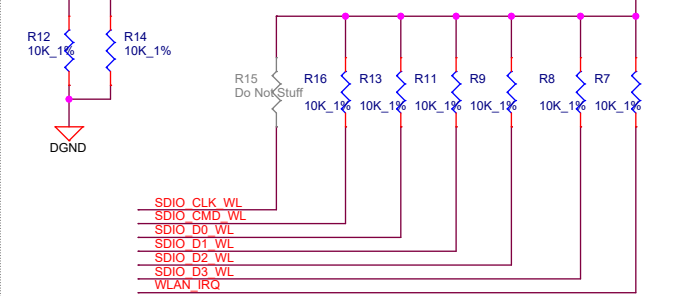 R12
10K_1%
R14
10K_1%
DGND
R15
Do Not Stuff
R16
10K_1%
R13
10K_1%
R11
10K_1%
R9
10K_1%
R8
10K_1%
R7
10K_1%
SDIO_CLK_WL
SDIO_CMD_WL
SDIO_D0_WL
SDIO_D1_WL
SDIO_D2_WL
SDIO_D3_WL
WLAN_IRQ